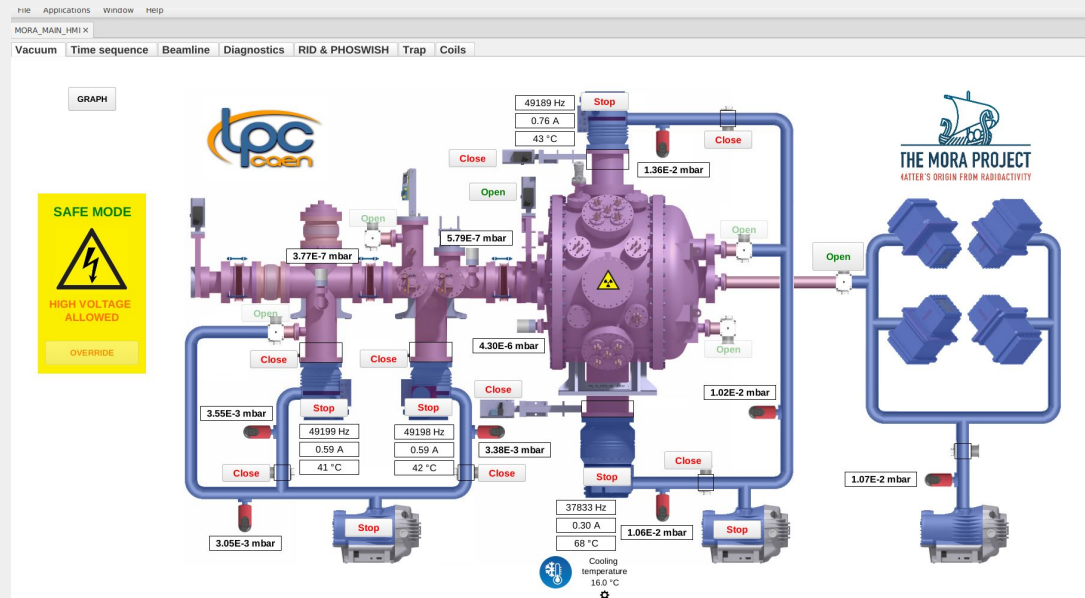 File Applications Window Help
MORA_MAIN_HMI ×
Vacuum Time sequence Beamline Diagnostics RID & PHOSWISH Trap Coils
GRAPH
lpc
caen
49189 Hz
0.76 A
43 °C
Stop
Close
Close
1.36E-2 mbar
THE MORA PROJECT
MATTER'S ORIGIN FROM RADIOACTIVITY
Open
SAFE MODE
HIGH VOLTAGE
ALLOWED
OVERRIDE
Open
5.79E-7 mbar
3.77E-7 mbar
Open
Open
Open
4.30E-6 mbar
Open
Close
Close
Close
1.02E-2 mbar
3.55E-3 mbar
Stop
Stop
49199 Hz
0.59 A
41 °C
49198 Hz
0.59 A
42 °C
3.38E-3 mbar
Close
Close
Close
Stop
1.07E-2 mbar
37833 Hz
0.30 A
68 °C
1.06E-2 mbar
Stop
Stop
3.05E-3 mbar
Cooling
temperature
16.0 °C